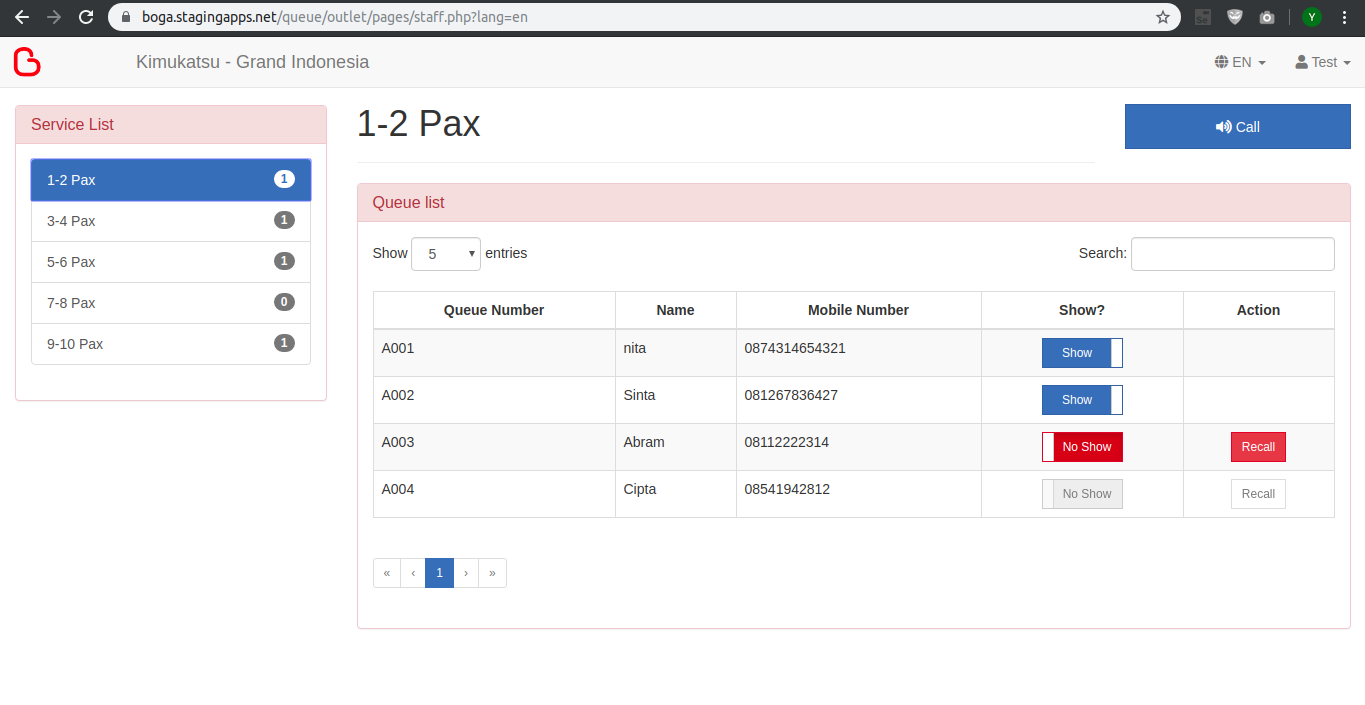 boga.stagingapps.net/queue/outlet/pages/staff.php?lang=en
Y
Kimukatsu - Grand Indonesia
EN
Test
Service List
1-2 Pax 1
3-4 Pax 1
5-6 Pax 1
7-8 Pax 0
9-10 Pax 1
1-2 Pax
Call
Queue list
Show 5 entries
Search:
Queue Number Name Mobile Number Show? Action
A001 nita 0874314654321 Show
A002 Sinta 081267836427 Show
A003 Abram 08112222314 No Show Recall
A004 Cipta 08541942812 No Show Recall
« ‹ 1 › »